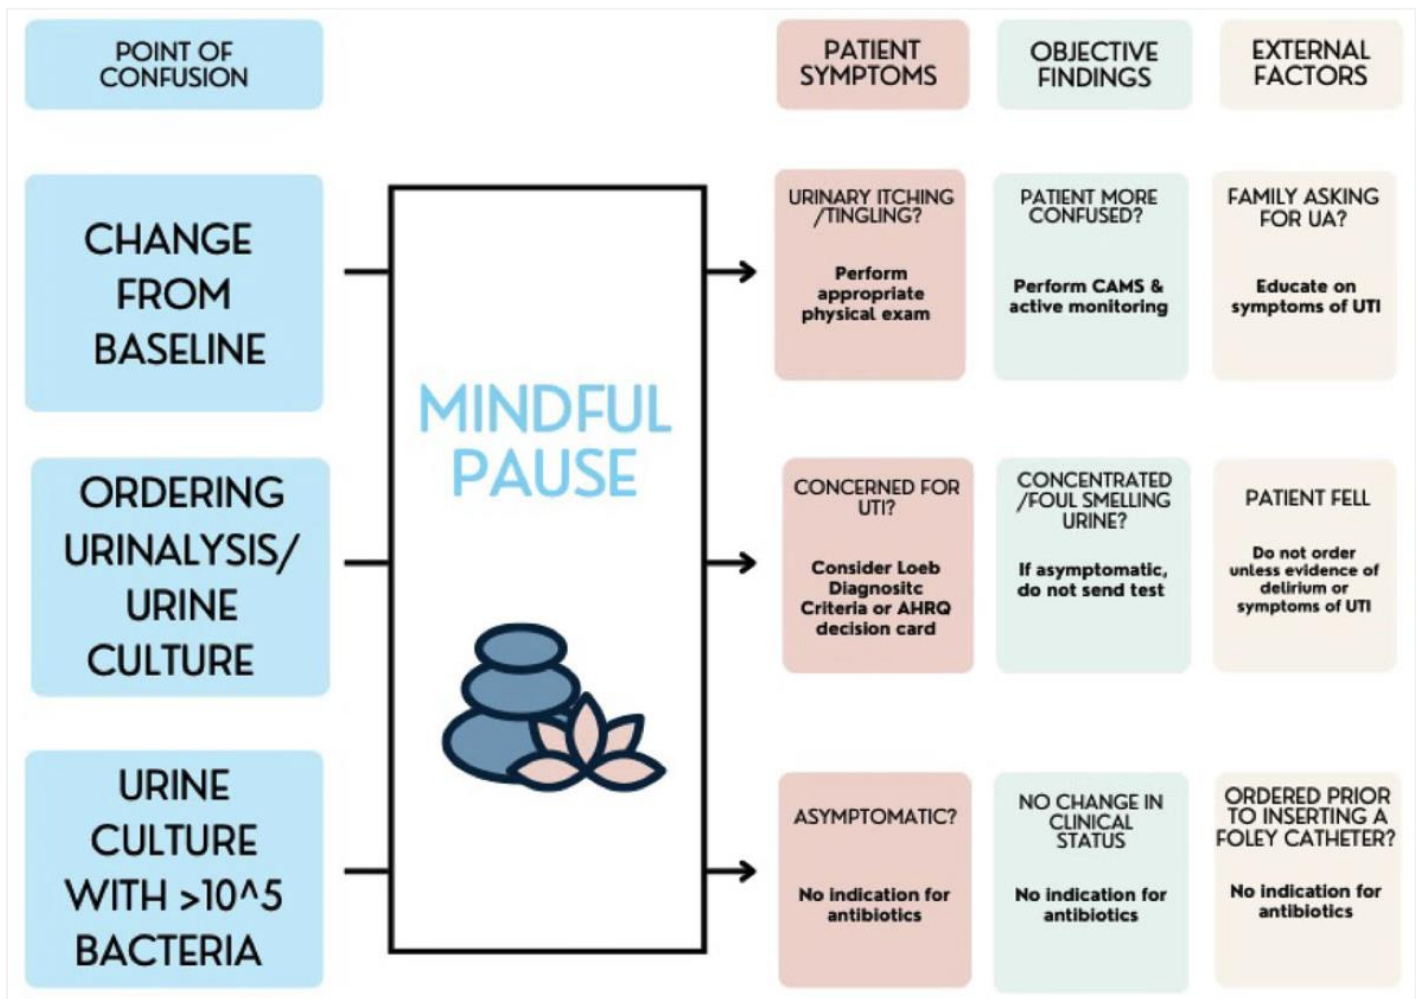 POINT OF
CONFUSION
PATIENT
SYMPTOMS
OBJECTIVE
FINDINGS
EXTERNAL
FACTORS
CHANGE
FROM
BASELINE
MINDFUL
PAUSE
URINARY ITCHING
/TINGLING?
Perform
appropriate
physical exam
PATIENT MORE
CONFUSED?
Perform CAMS &
active monitoring
FAMILY ASKING
FOR UA?
Educate on
symptoms of UTI
ORDERING
URINALYSIS/
URINE
CULTURE
CONCERNED FOR
UTI?
Consider Loeb
Diagnositc
Criteria or AHRQ
decision card
CONCENTRATED
/FOUL SMELLING
URINE?
If asymptomatic,
do not send test
PATIENT FELL
Do not order
unless evidence of
delirium or
symptoms of UTI
URINE
CULTURE
WITH >10^5
BACTERIA
ASYMPTOMATIC?
No indication for
antibiotics
NO CHANGE IN
CLINICAL
STATUS
No indication for
antibiotics
ORDERED PRIOR
TO INSERTING A
FOLEY CATHETER?
No indication for
antibiotics